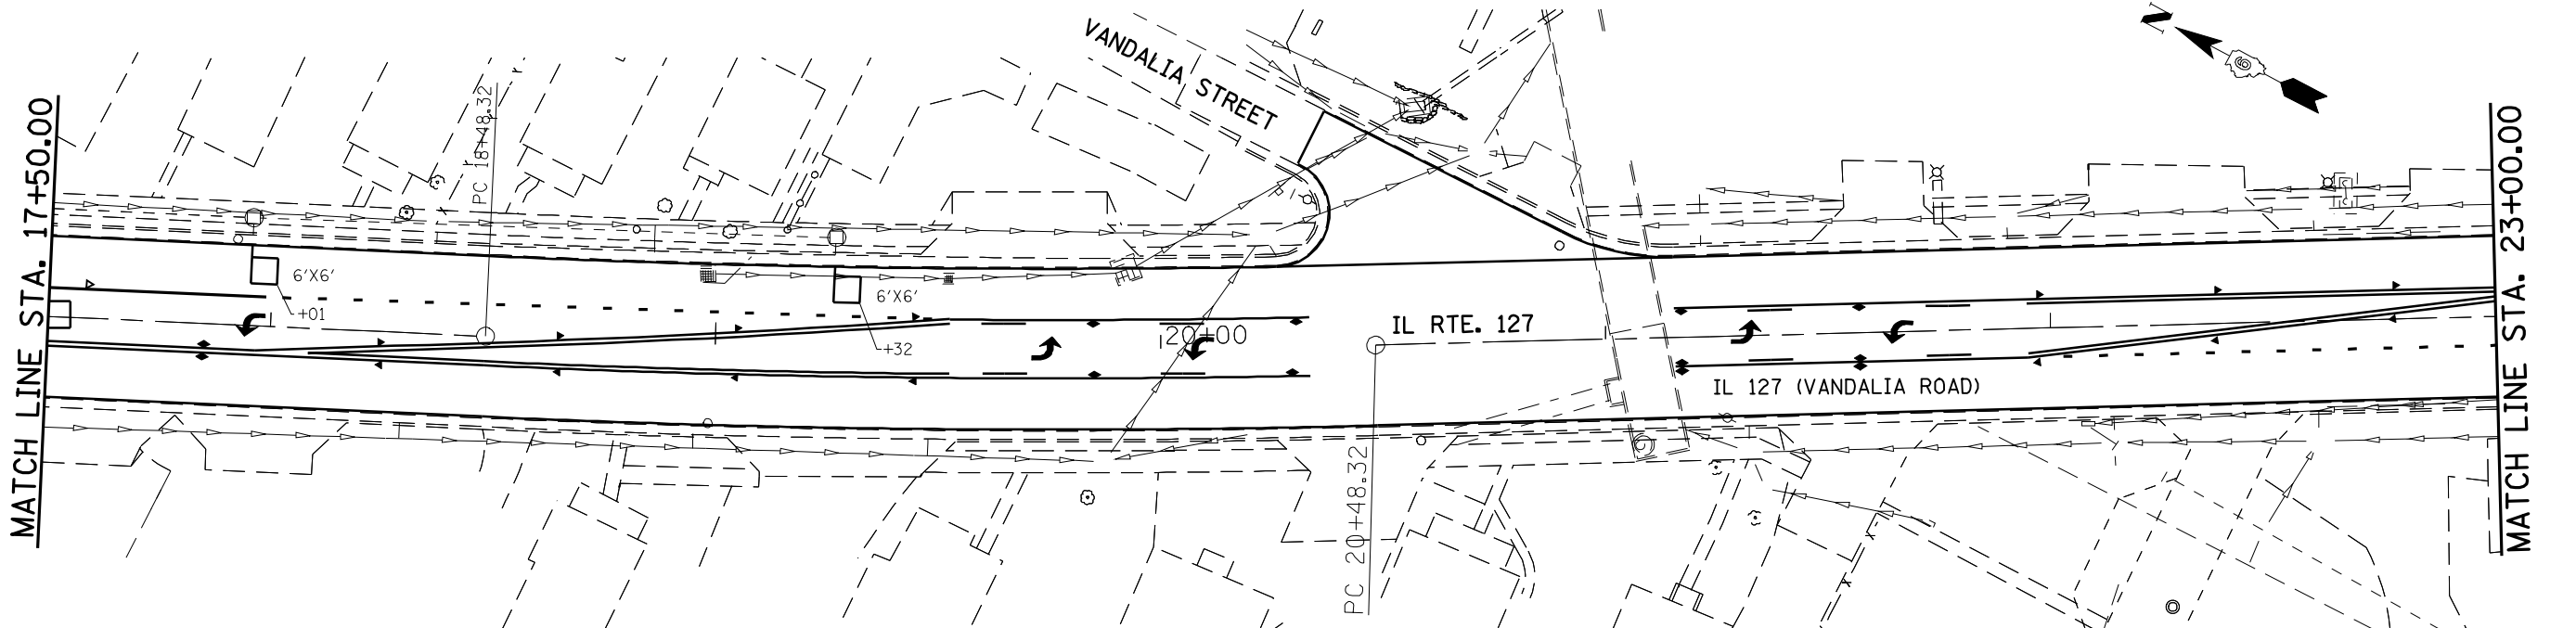 MATCH LINE STA. 17+50.00
PC 18+48.32
6'X6'
+01
6'X6'
+32
VANDALIA STREET
20+00
PC 20+48.32
IL RTE. 127
IL 127 (VANDALIA ROAD)
N
MATCH LINE STA. 23+00.00